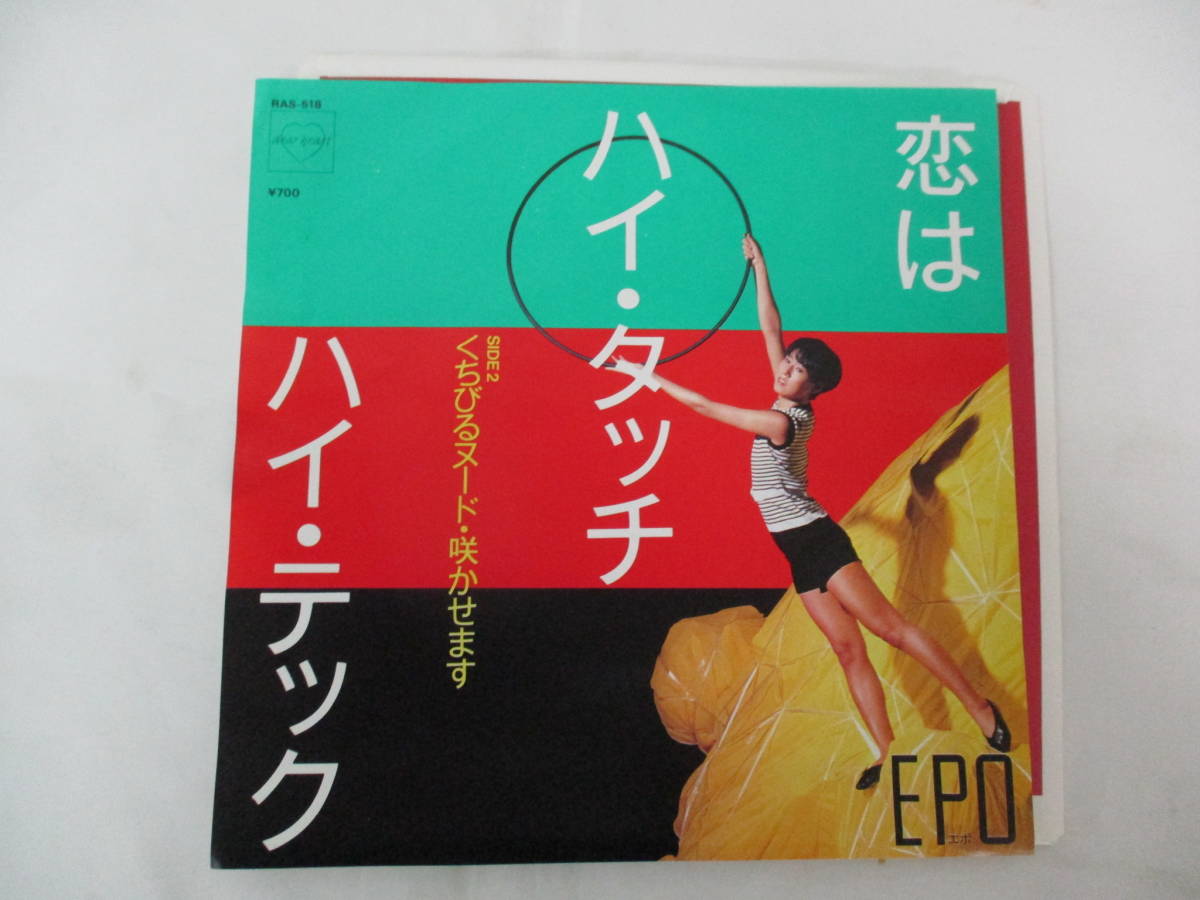 RAS-518
dear heart
¥700
恋は
ハイ・タッチ
ハイ・テック
SIDE 2
くちびるヌード・咲かせます
EPO
エポ